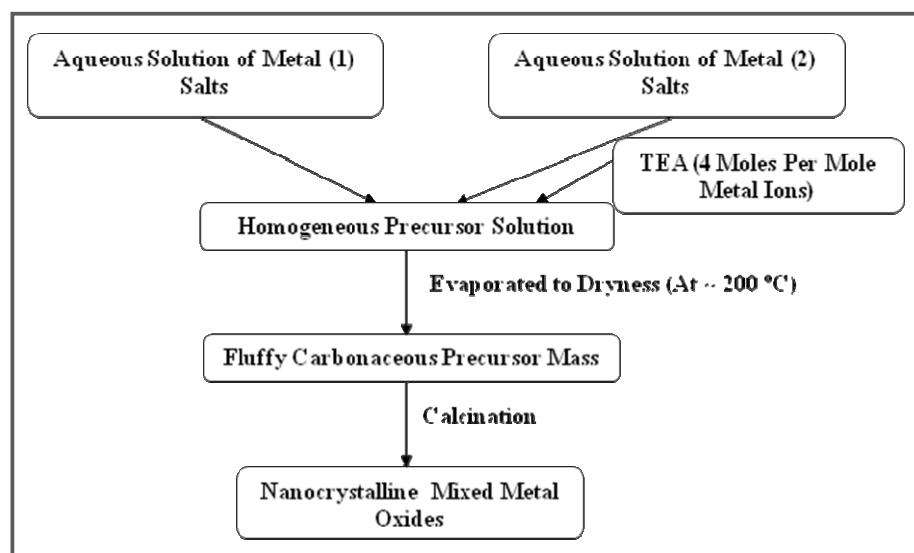 Aqueous Solution of Metal (1)
Salts
Aqueous Solution of Metal (2)
Salts
TEA (4 Moles Per Mole
Metal Ions)
Homogeneous Precursor Solution
Evaporated to Dryness (At ~ 200 °C)
Fluffy Carbonaceous Precursor Mass
Calcination
Nanocrystalline Mixed Metal
Oxides